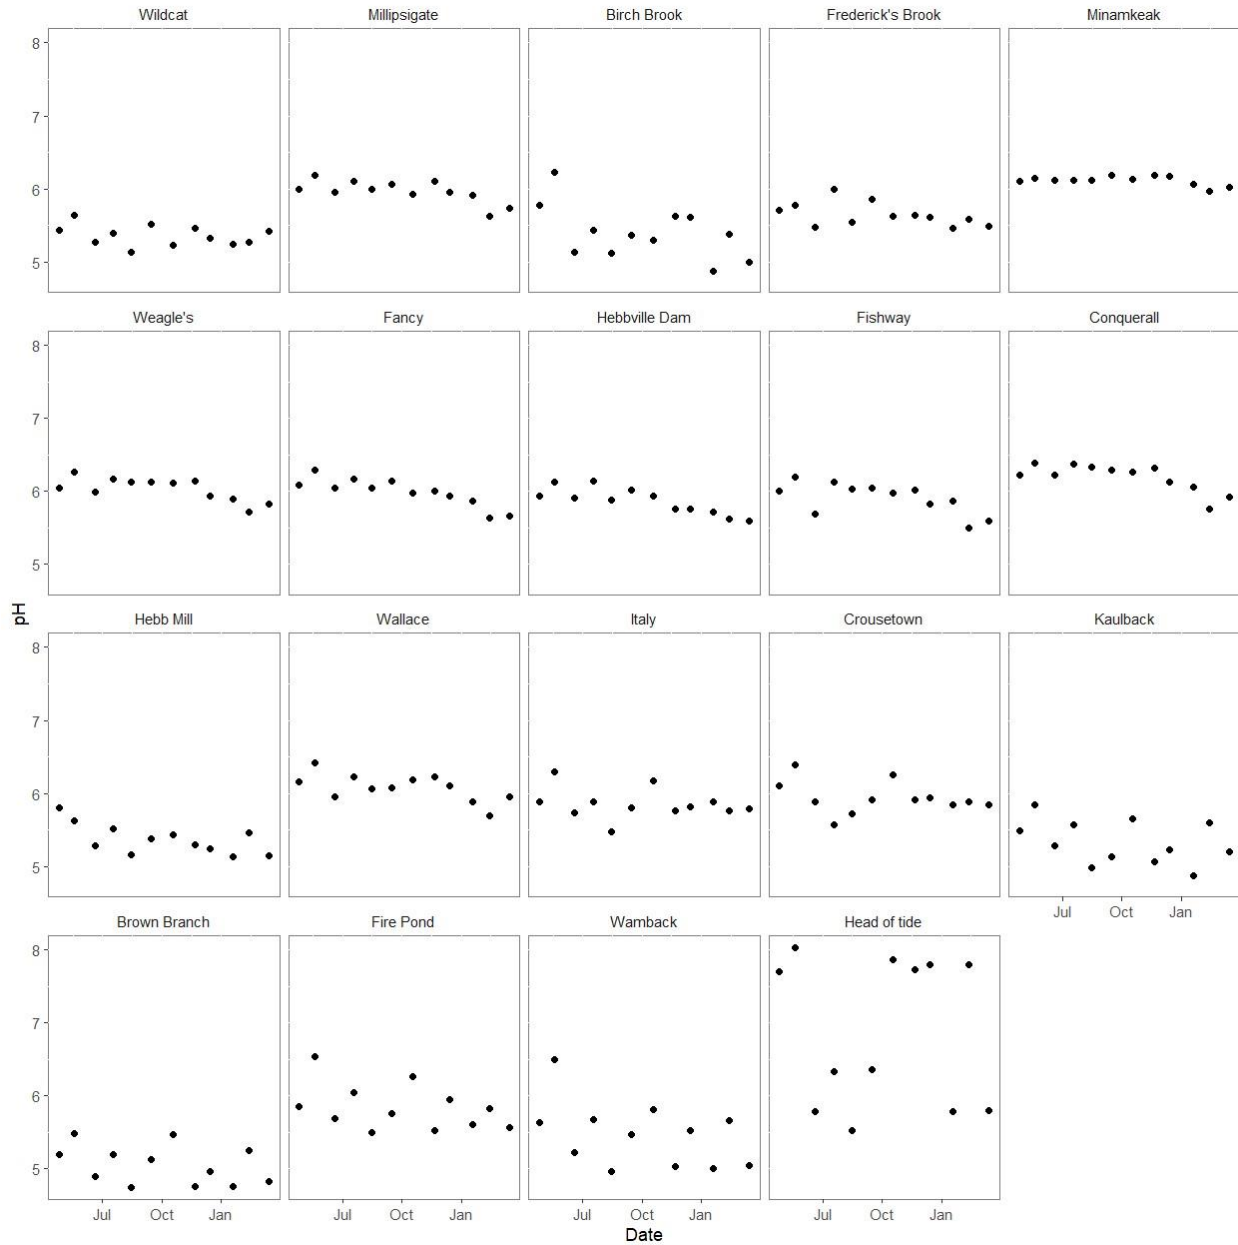 Wildcat Millipsigate Birch Brook Frederick's Brook Minamkeak
8
7
6
5
Weagle's Fancy Hebbville Dam Fishway Conquerall
8
7
6
5
pH
Hebb Mill Wallace Italy Crousetown Kaulback
8
7
6
5
Jul Oct Jan
Brown Branch Fire Pond Wamback Head of tide
8
7
6
5
Jul Oct Jan Jul Oct Jan Jul Oct Jan Jul Oct Jan
Date